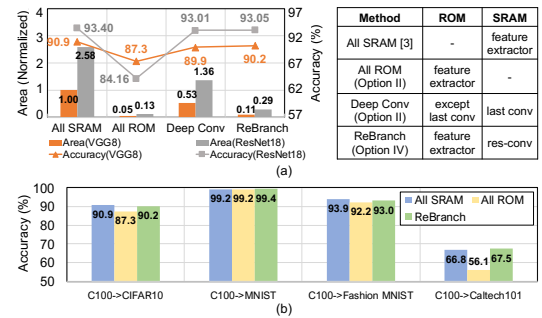 4
3
2
1
0
Area (Normalized)
97
92
87
82
77
72
67
62
57
Accuracy (%)
90.9
93.40
2.58
1.00
87.3
84.16
0.05
0.13
93.01
89.9
1.36
0.53
93.05
90.2
0.11
0.29
All SRAM
All ROM
Deep Conv
ReBranch
Area(VGG8)
Area(ResNet18)
Accuracy(VGG8)
Accuracy(ResNet18)
(a)
Method ROM SRAM
All SRAM [3] - feature extractor
All ROM (Option II) feature extractor -
Deep Conv (Option II) except last conv last conv
ReBranch (Option IV) feature extractor res-conv
100
90
80
70
60
50
Accuracy (%)
All SRAM
All ROM
ReBranch
90.9 87.3 90.2
99.2 99.2 99.4
93.9 92.2 93.0
66.8 56.1 67.5
C100->CIFAR10
C100->MNIST
C100->Fashion MNIST
C100->Caltech101
(b)